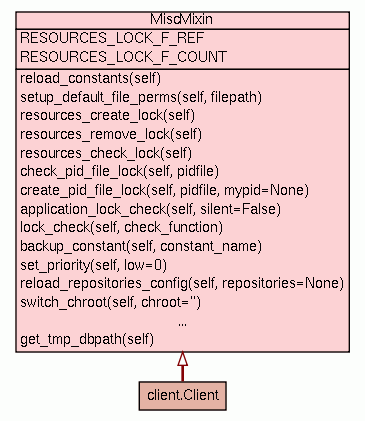 MiscMixin
RESOURCES_LOCK_F_REF
RESOURCES_LOCK_F_COUNT
reload_constants(self)
setup_default_file_perms(self, filepath)
resources_create_lock(self)
resources_remove_lock(self)
resources_check_lock(self)
check_pid_file_lock(self, pidfile)
create_pid_file_lock(self, pidfile, mypid=None)
application_lock_check(self, silent=False)
lock_check(self, check_function)
backup_constant(self, constant_name)
set_priority(self, low=0)
reload_repositories_config(self, repositories=None)
switch_chroot(self, chroot='')
...
get_tmp_dbpath(self)
client.Client